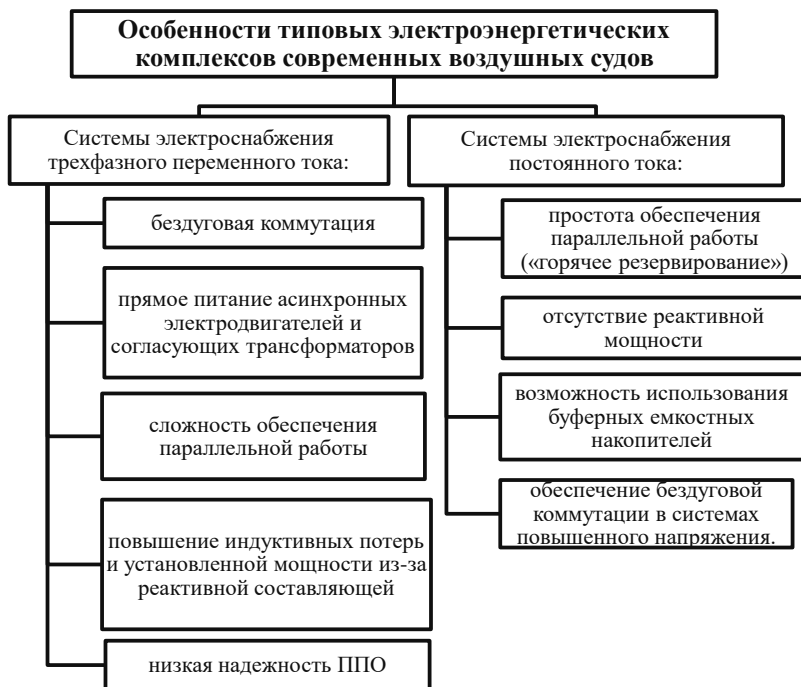 Особенности типовых электроэнергетических
комплексов современных воздушных судов
Системы электроснабжения
трехфазного переменного тока:
бездуговая коммутация
прямое питание асинхронных
электродвигателей и
согласующих трансформаторов
сложность обеспечения
параллельной работы
повышение индуктивных потерь
и установленной мощности из-за
реактивной составляющей
низкая надежность ППО
Системы электроснабжения
постоянного тока:
простота обеспечения
параллельной работы
(«горячее резервирование»)
отсутствие реактивной
мощности
возможность использования
буферных емкостных
накопителей
обеспечение бездуговой
коммутации в системах
повышенного напряжения.